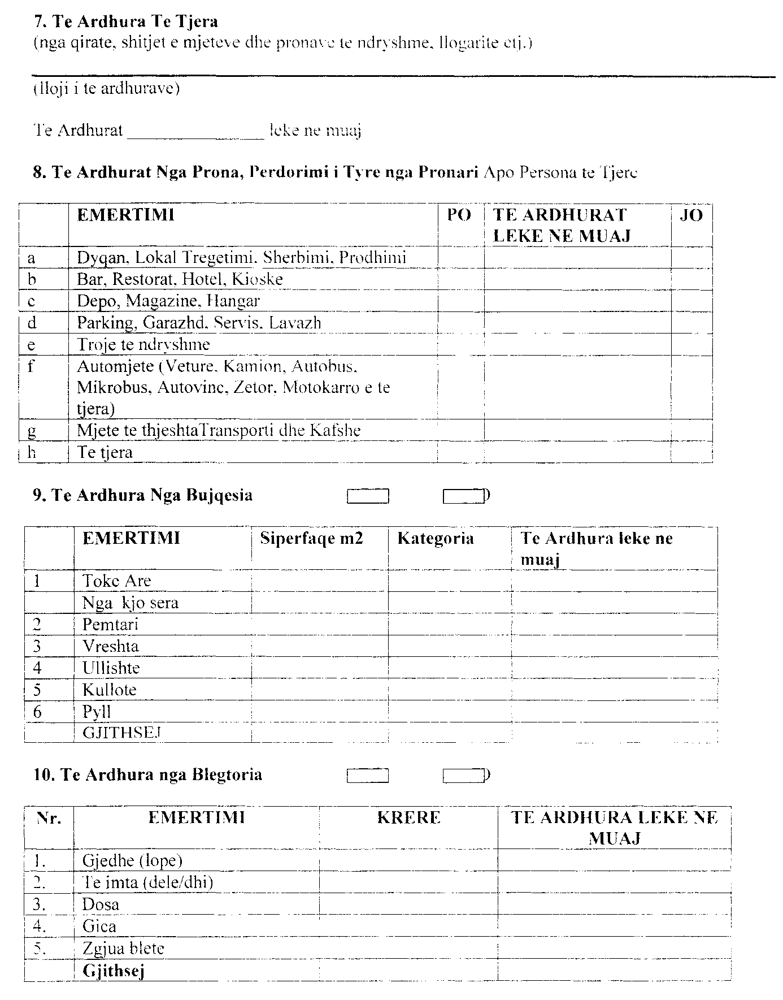 7. Te Ardhura Te Tjera
(nga qirate, shitjet e mjeteve dhe pronave te ndryshme, llogarite etj.)
(lloji i te ardhurave)
Te Ardhurat _______________ leke ne muaj
8. Te Ardhurat Nga Prona, Perdorimi i Tyre nga Pronari Apo Persona te Tjere
EMERTIMI PO TE ARDHURAT JO
LEKE NE MUAJ
a Dyqan, Lokal Tregetimi, Sherbimi, Prodhimi
b Bar, Restorat, Hotel, Kioske
c Depo, Magazine, Hangar
d Parking, Garazhd, Servis, Lavazh
e Troje te ndryshme
f Automjete (Veture, Kamion, Autobus,
Mikrobus, Autovinc, Zetor, Motokarro e te
tjera)
g Mjete te thjeshtaTransporti dhe Kafshe
h Te tjera
9. Te Ardhura Nga Bujqesia )
EMERTIMI Siperfaqe m2 Kategoria Te Ardhura leke ne
muaj
1 Toke Are
Nga kjo sera
2 Pemtari
3 Vreshta
4 Ullishte
5 Kullote
6 Pyll
GJITHSEJ
10. Te Ardhura nga Blegtoria )
Nr. EMERTIMI KRERE TE ARDHURA LEKE NE
MUAJ
1. Gjedhe (lope)
2. Te imta (dele/dhi)
3. Dosa
4. Gica
5. Zgjua blete
Gjithsej